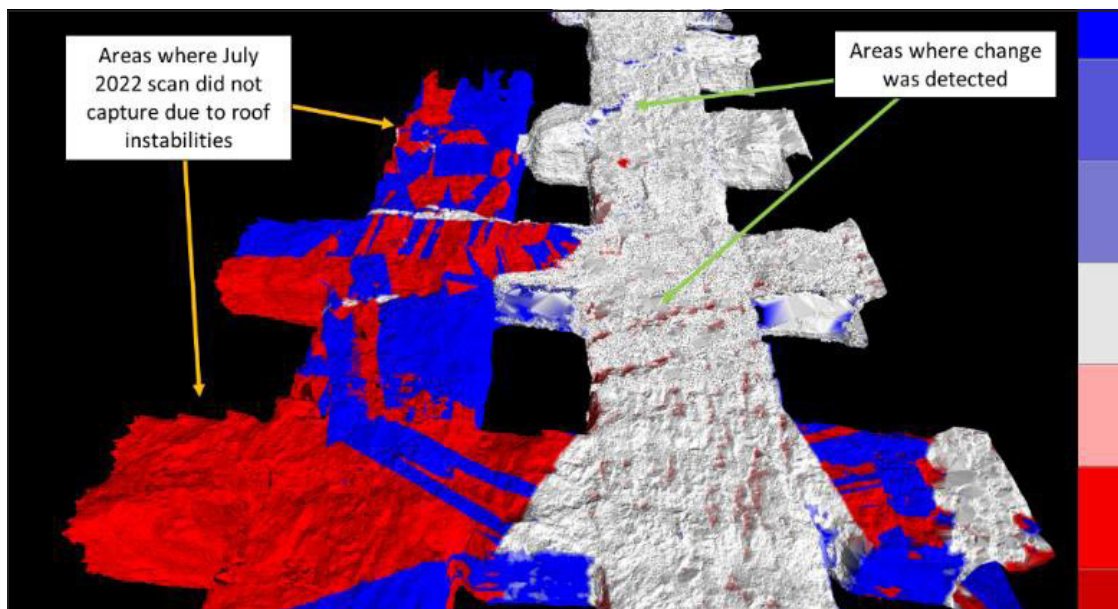 Areas where July
2022 scan did not
capture due to roof
instabilities
Areas where change
was detected